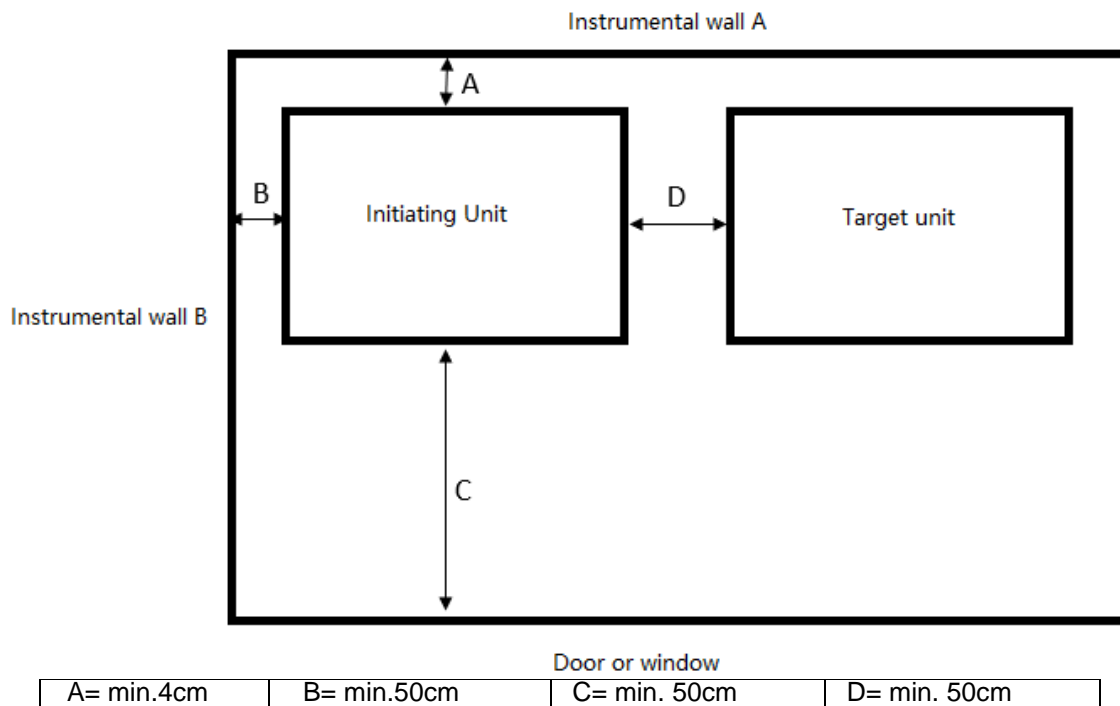 Instrumental wall A
A
B
Initiating Unit
D
Target unit
Instrumental wall B
C
Door or window
A= min.4cm B= min.50cm C= min. 50cm D= min. 50cm